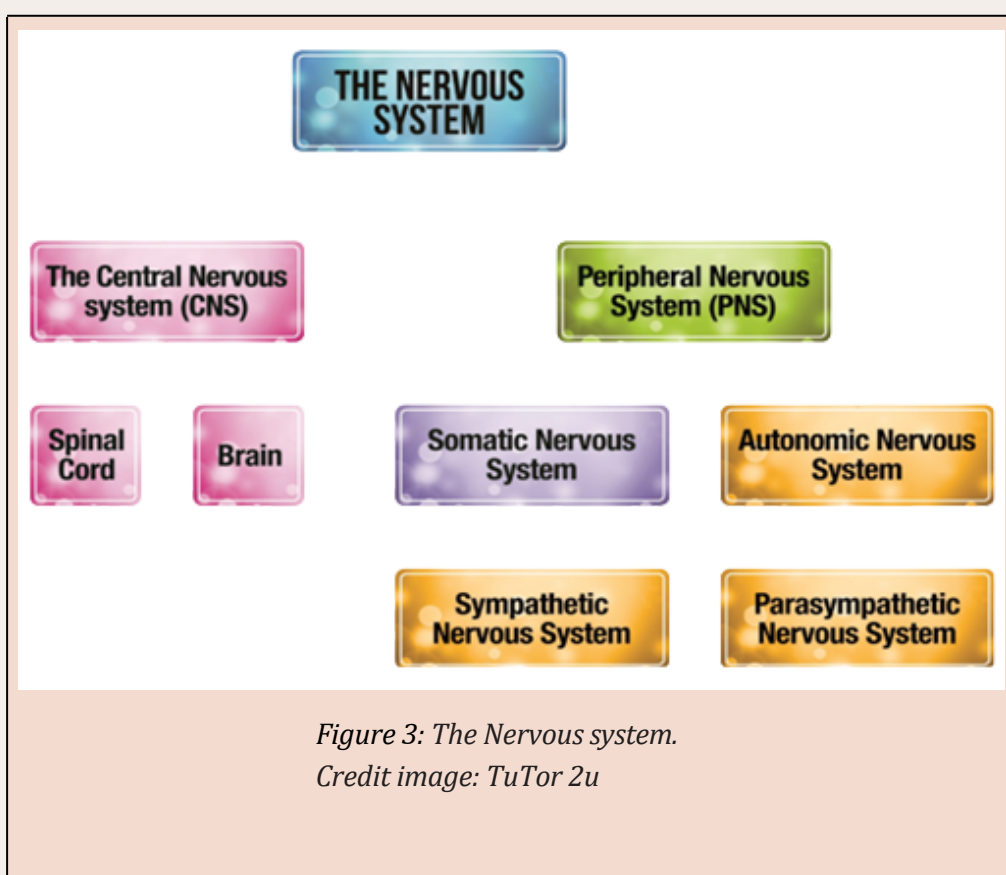 THE NERVOUS
SYSTEM
The Central Nervous
system (CNS)
Peripheral Nervous
System (PNS)
Spinal
Cord
Brain
Somatic Nervous
System
Autonomic Nervous
System
Sympathetic
Nervous System
Parasympathetic
Nervous System
Figure 3: The Nervous system.
Credit image: TuTor 2u